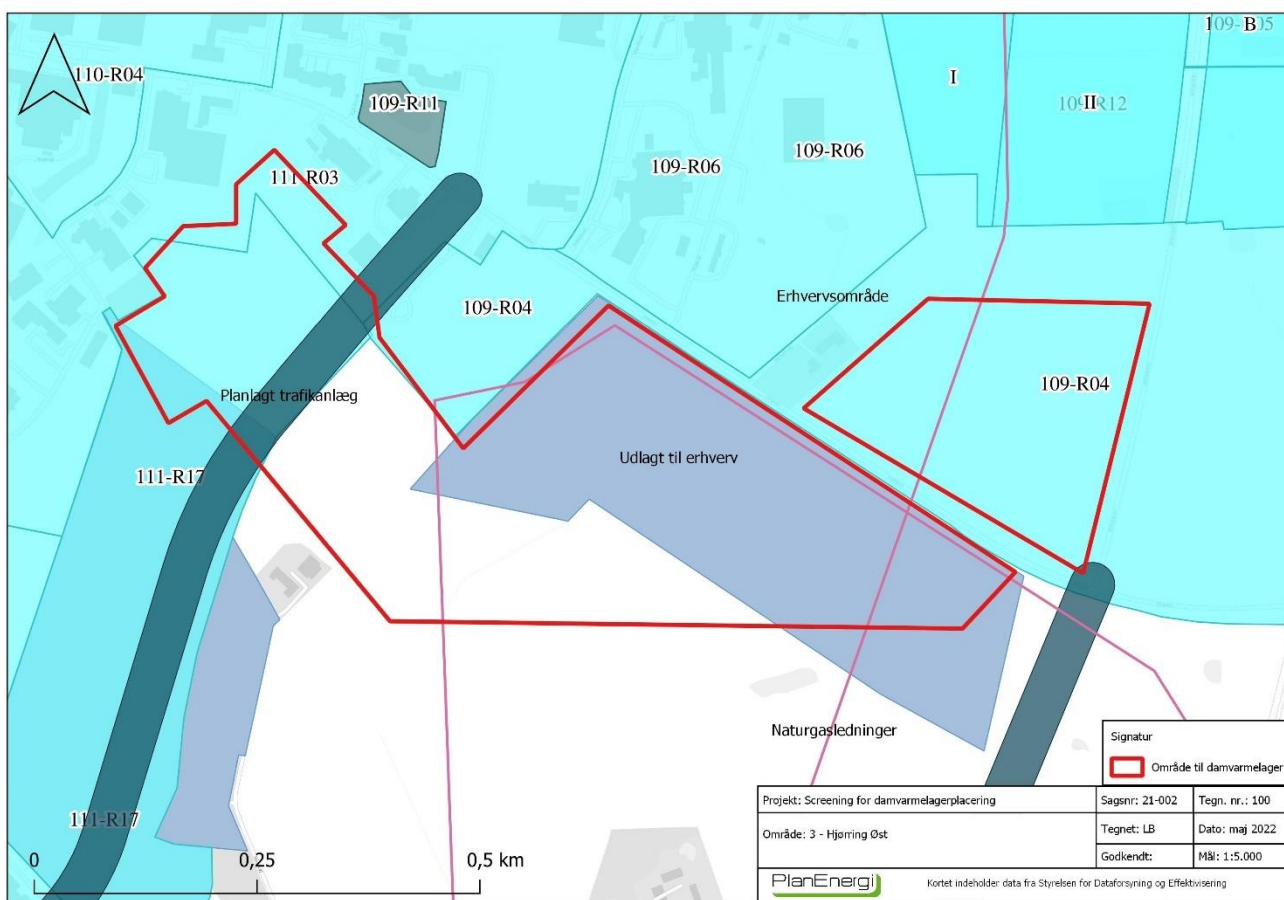 109-B05
110-R04
I
109-R12
II
109-R11
109-R06
109-R06
111-R03
Erhvervsområde
109-R04
109-R04
Planlagt trafikanlæg
Udlagt til erhverv
111-R17
Naturgasledninger
Signatur
Område til damvarmelager
Projekt: Screening for damvarmelagerplacering
Sagsnr: 21-002
Tegn. nr.: 100
Område: 3 - Hjørring Øst
Tegnet: LB
Dato: maj 2022
Godkendt:
Mål: 1:5.000
111-R17
0
0,25
0,5 km
PlanEnergi
Kortet indeholder data fra Styrelsen for Dataforsyning og Effektivisering